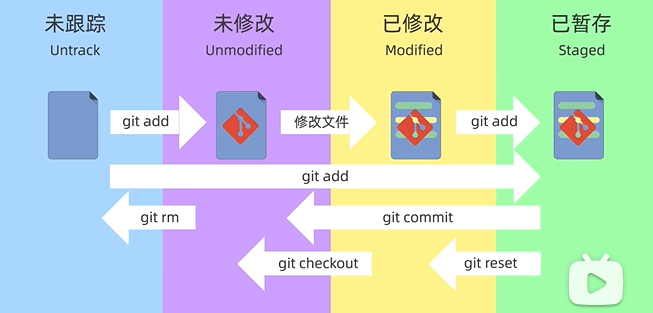 未跟踪
Untrack
未修改
Unmodified
已修改
Modified
已暂存
Staged
git add
修改文件
git add
git add
git rm
git commit
git checkout
git reset